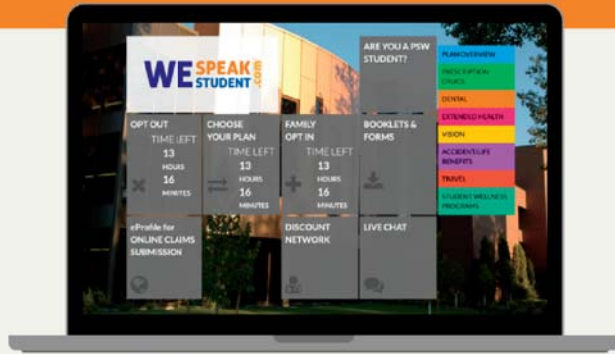 WE SPEAK
STUDENT .com
ARE YOU A PSW
STUDENT?
PLAN OVERVIEW
PRESCRIPTION
DRUGS
DENTAL
EXTENDED HEALTH
VISION
ACCIDENT/LIFE
BENEFITS
TRAVEL
STUDENT WELLNESS
PROGRAMS
OPT OUT
TIME LEFT
13
HOURS
16
MINUTES
CHOOSE
YOUR PLAN
TIME LEFT
13
HOURS
16
MINUTES
FAMILY
OPT IN
TIME LEFT
13
HOURS
16
MINUTES
BOOKLETS &
FORMS
eProfile for
ONLINE CLAIMS
SUBMISSION
DISCOUNT
NETWORK
LIVE CHAT